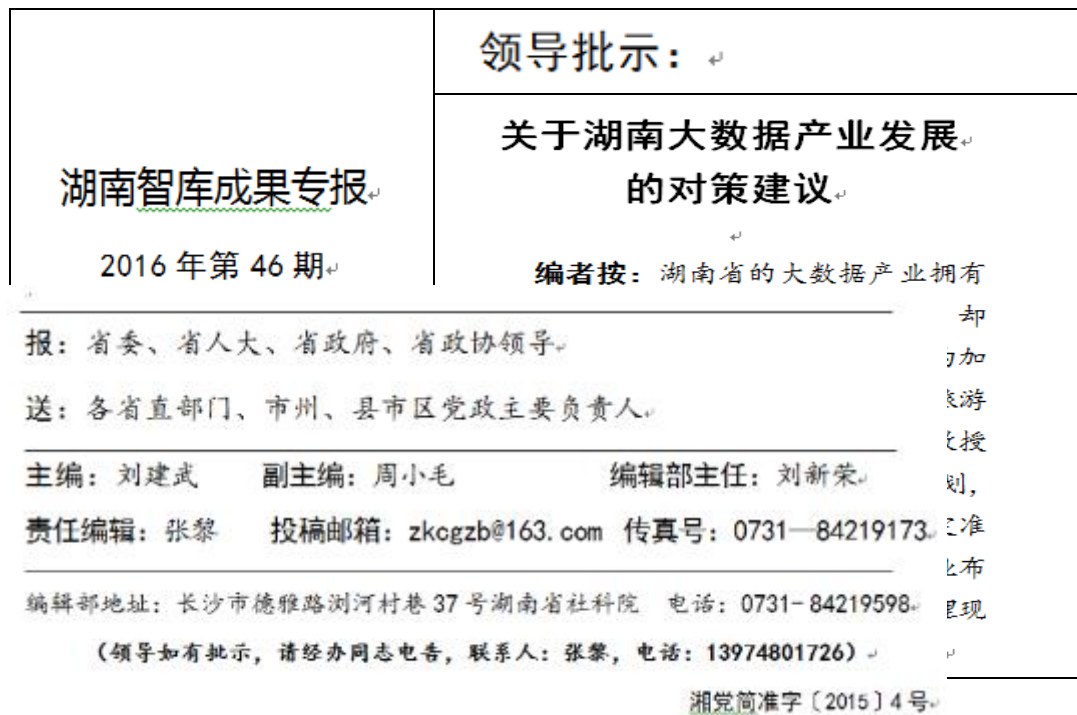 领导批示：
关于湖南大数据产业发展
的对策建议
湖南智库成果专报
2016 年第 46 期
编者按：湖南省的大数据产业拥有
却
加
游
授
划，
准
布
现
报：省委、省人大、省政府、省政协领导
送：各省直部门、市州、县市区党政主要负责人
主编：刘建武 副主编：周小毛 编辑部主任：刘新荣
责任编辑：张黎 投稿邮箱：zkcgzb@163.com 传真号：0731—84219173
编辑部地址：长沙市德雅路浏河村巷 37 号湖南省社科院 电话：0731-84219598
（领导如有批示，请经办同志电告，联系人：张黎，电话：13974801726）
湘党简准字〔2015〕4 号